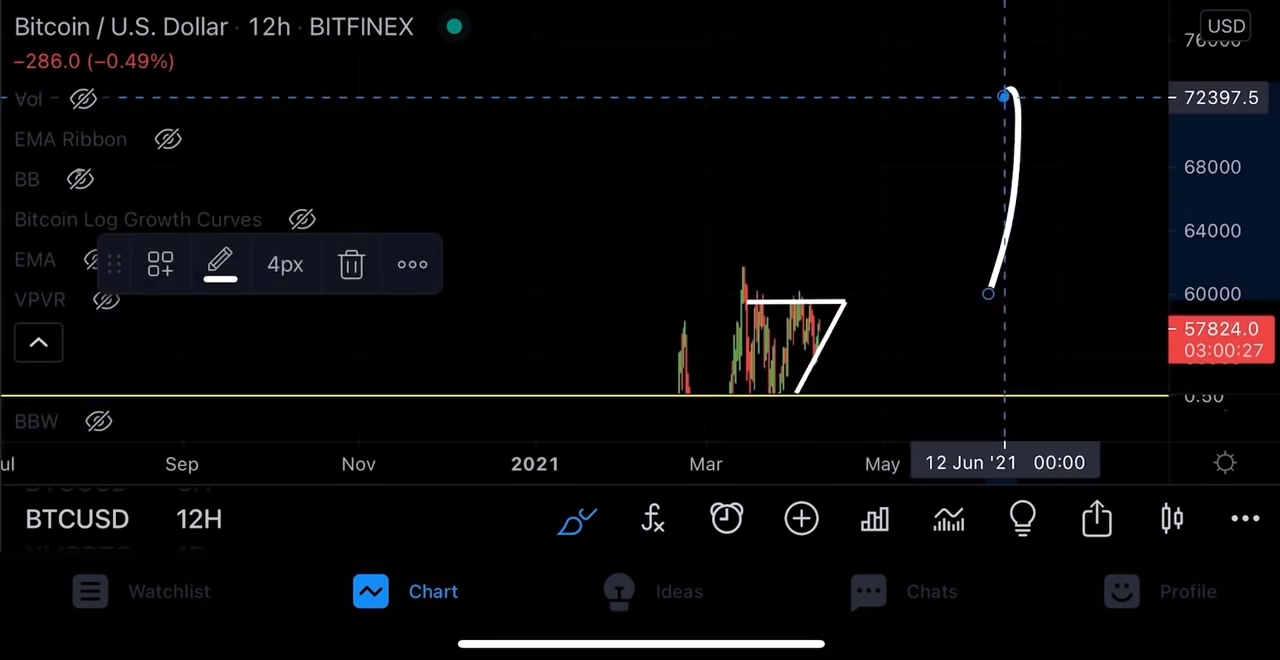 Bitcoin / U.S. Dollar · 12h · BITFINEX
USD
76000
−286.0 (−0.49%)
Vol
72397.5
EMA Ribbon
BB
68000
Bitcoin Log Growth Curves
64000
EMA
4px
VPVR
60000
57824.0
03:00:27
0.50
BBW
Sep
Nov
2021
Mar
May
12 Jun '21 00:00
BTCUSD
12H
Watchlist
Chart
Ideas
Chats
Profile